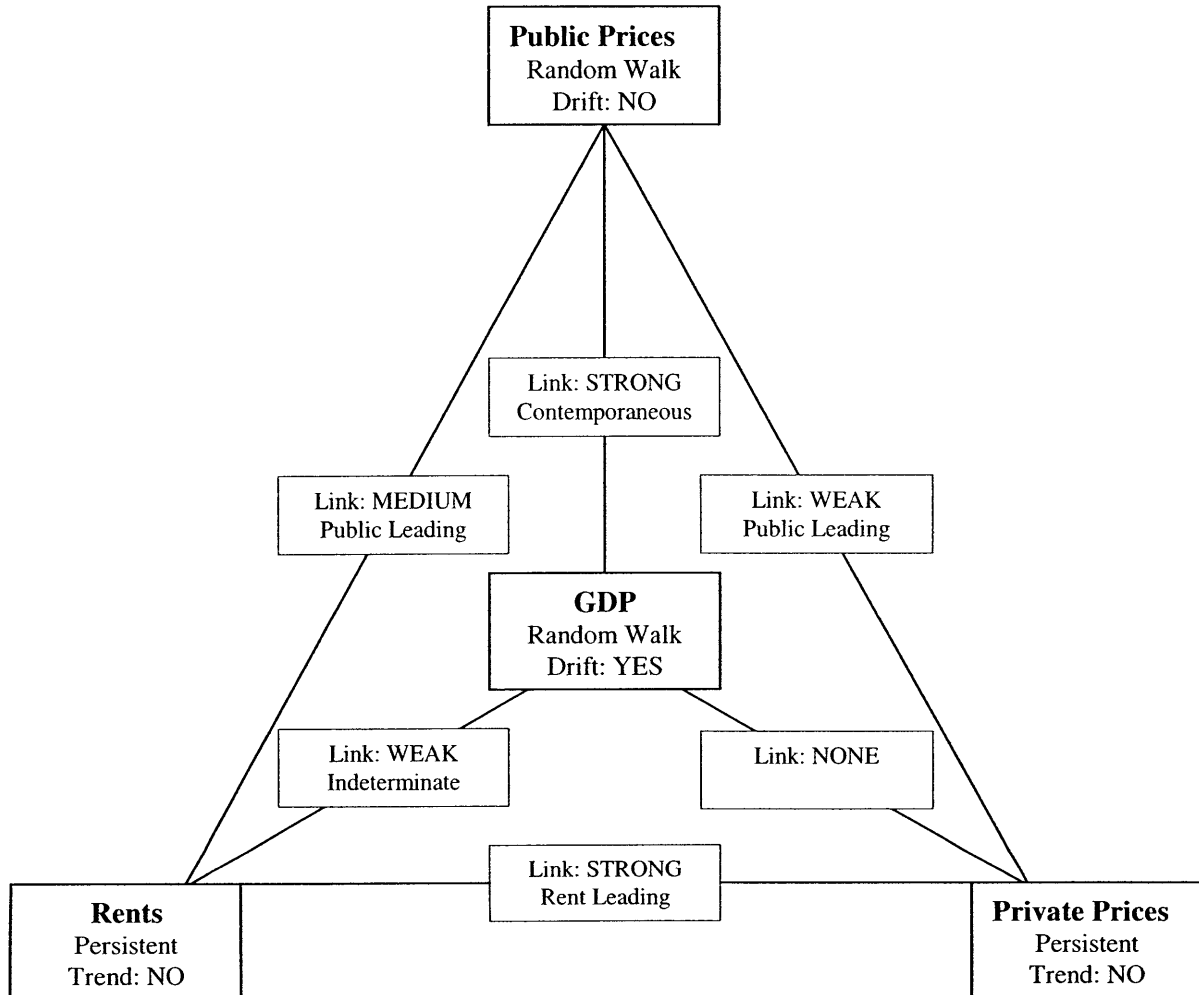 Public Prices
Random Walk
Drift: NO
Link: STRONG
Contemporaneous
Link: MEDIUM
Public Leading
Link: WEAK
Public Leading
GDP
Random Walk
Drift: YES
Link: WEAK
Indeterminate
Link: NONE
Link: STRONG
Rent Leading
Rents
Persistent
Trend: NO
Private Prices
Persistent
Trend: NO